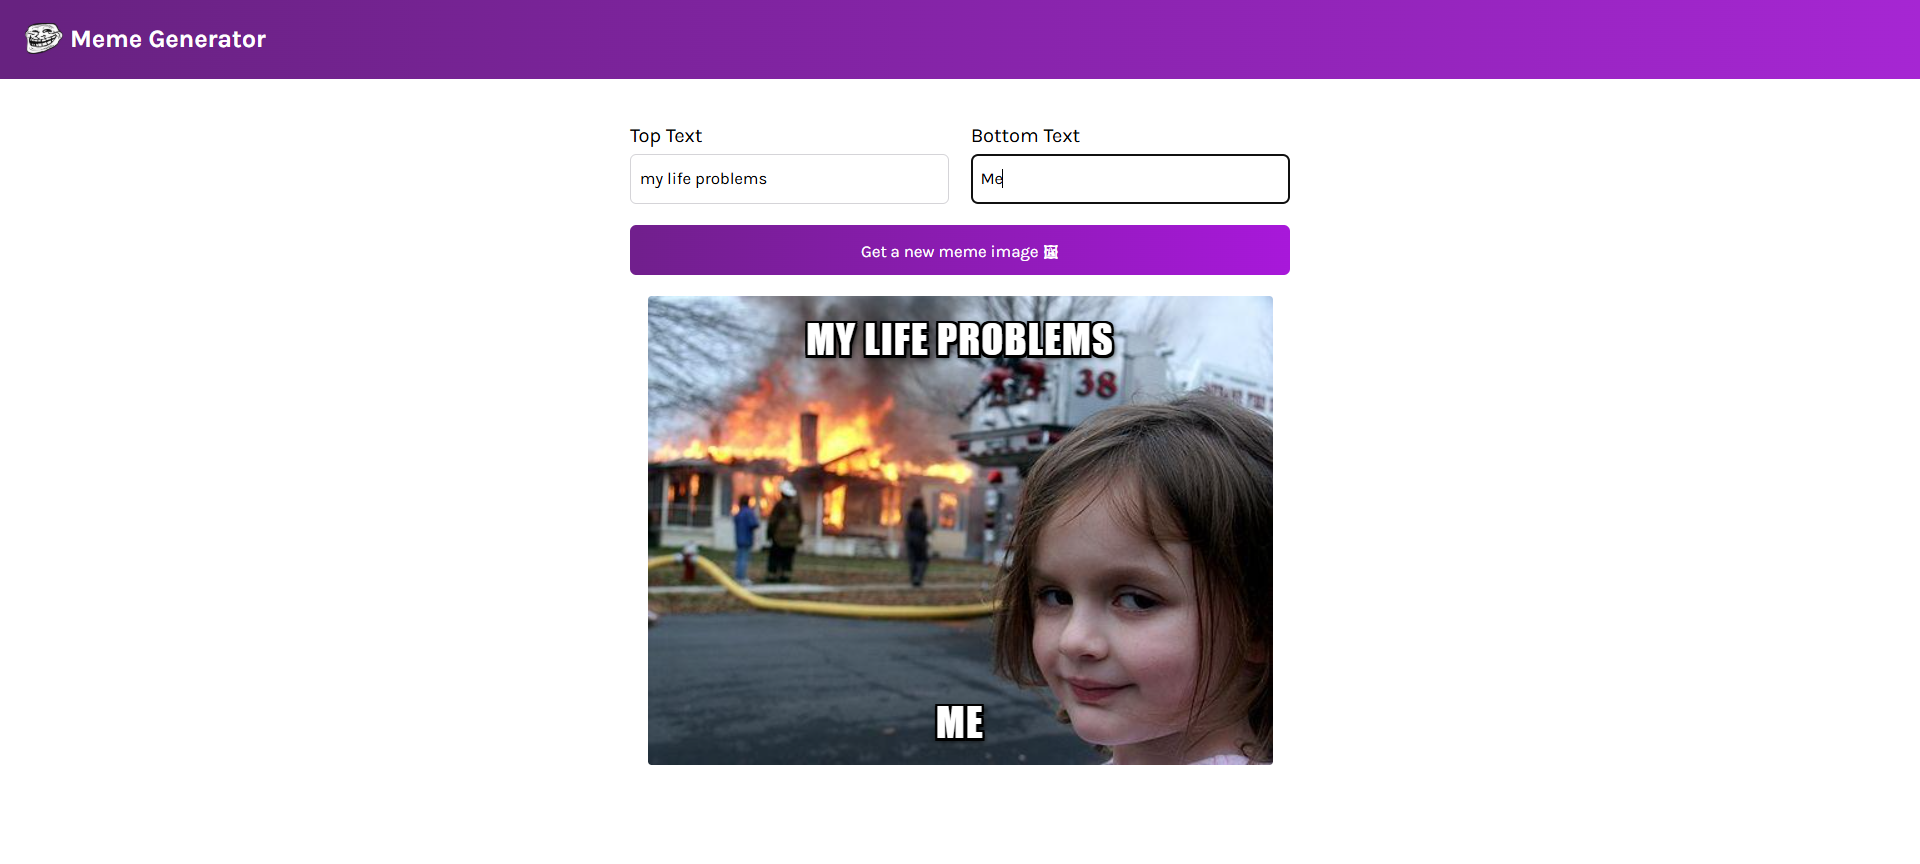 Meme Generator
Top Text
Bottom Text
my life problems
Me
Get a new meme image
MY LIFE PROBLEMS
38
ME